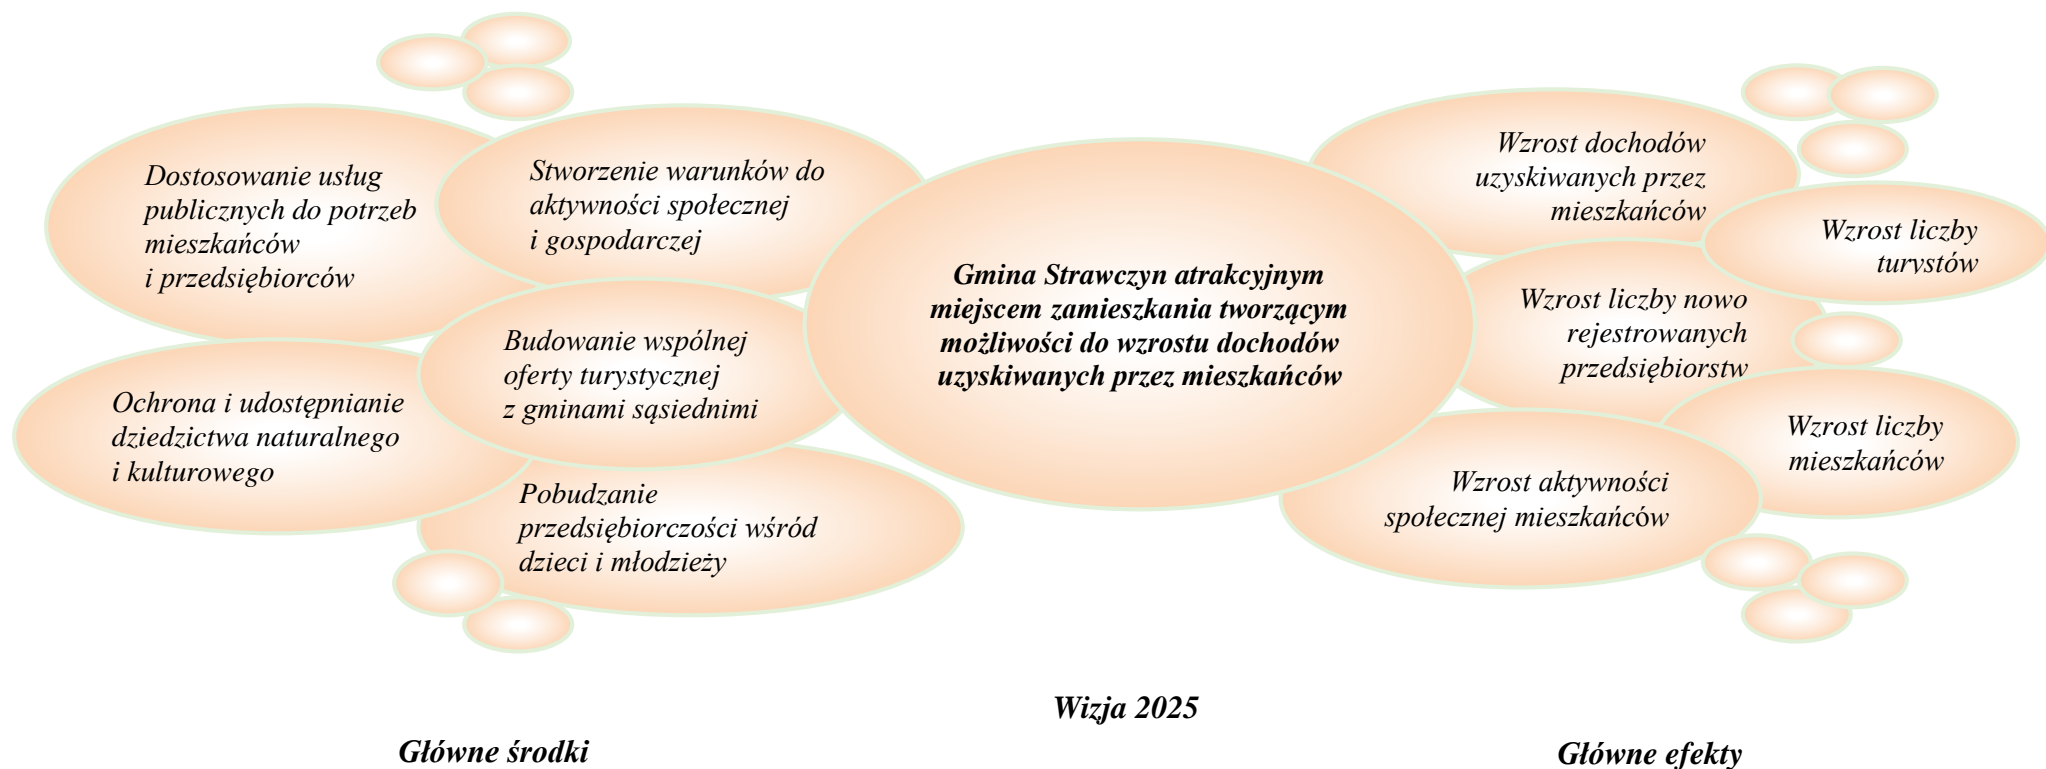 Dostosowanie usług
publicznych do potrzeb
mieszkańców
i przedsiębiorców
Stworzenie warunków do
aktywności społecznej
i gospodarczej
Budowanie wspólnej
oferty turystycznej
z gminami sąsiednimi
Ochrona i udostępnianie
dziedzictwa naturalnego
i kulturowego
Pobudzanie
przedsiębiorczości wśród
dzieci i młodzieży
Gmina Strawczyn atrakcyjnym
miejscem zamieszkania tworzącym
możliwości do wzrostu dochodów
uzyskiwanych przez mieszkańców
Wzrost dochodów
uzyskiwanych przez
mieszkańców
Wzrost liczby
turystów
Wzrost liczby nowo
rejestrowanych
przedsiębiorstw
Wzrost liczby
mieszkańców
Wzrost aktywności
społecznej mieszkańców
Wizja 2025
Główne środki
Główne efekty